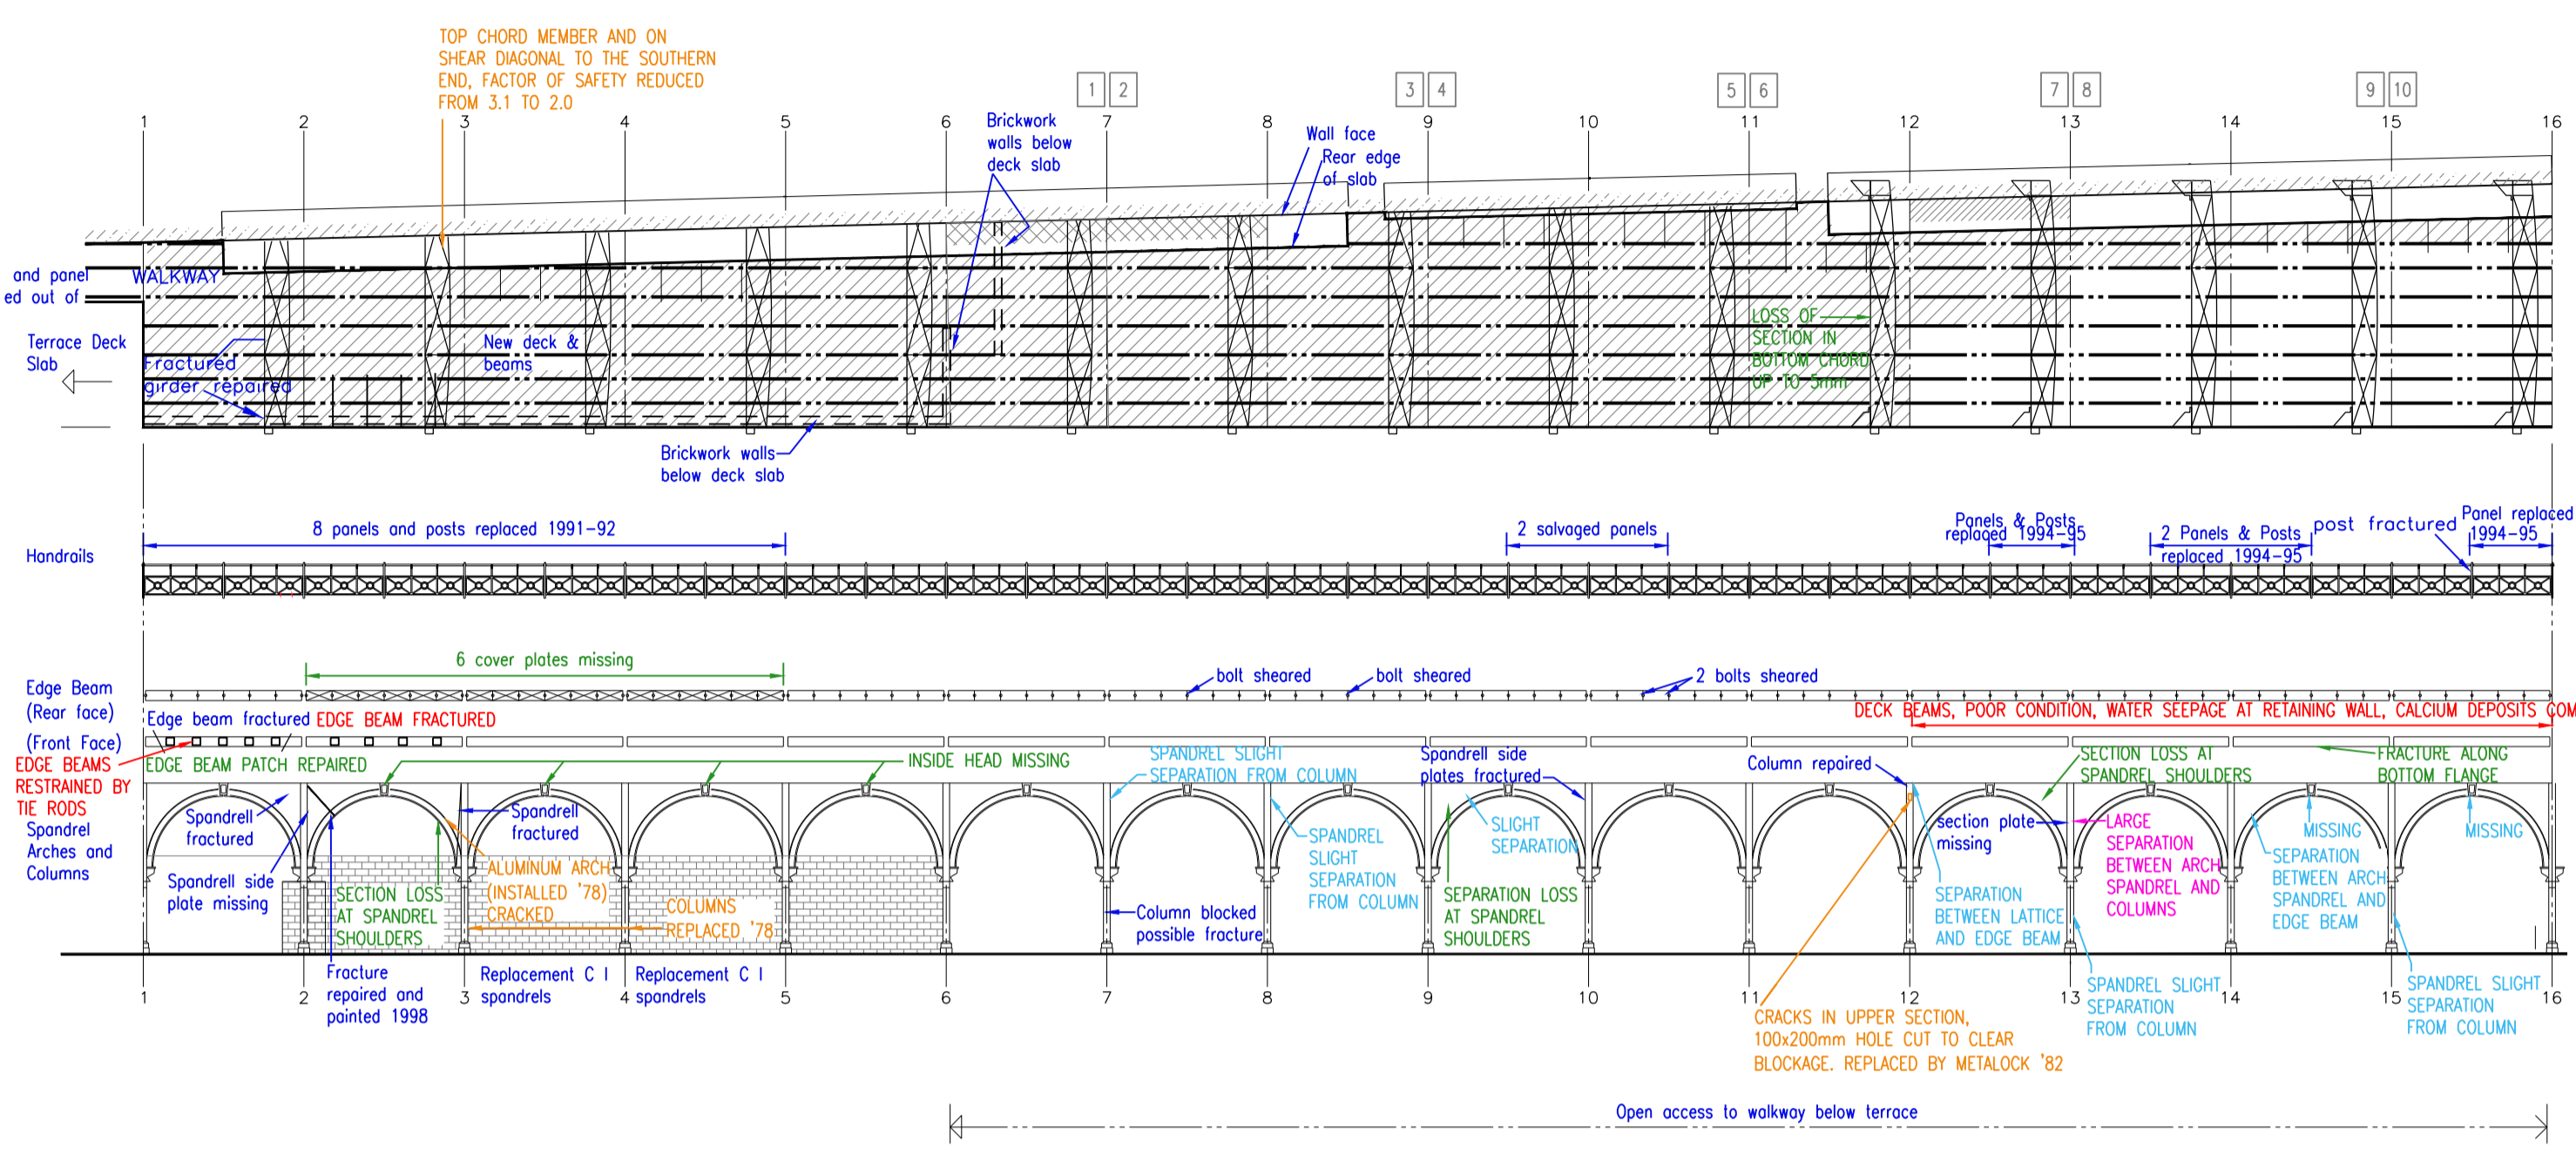 TOP CHORD MEMBER AND ON
SHEAR DIAGONAL TO THE SOUTHERN
END, FACTOR OF SAFETY REDUCED
FROM 3.1 TO 2.0
1 2
3 4
5 6
7 8
9 10
1 2 3 4 5 6 7 8 9 10 11 12 13 14 15 16
Brickwork
walls below
deck slab
Wall face
Rear edge
of slab
and panel
ed out of
WALKWAY
Terrace Deck
Slab
Fractured
girder repaired
New deck &
beams
LOSS OF
SECTION IN
BOTTOM CHORD
UP TO 5mm
Brickwork walls
below deck slab
Handrails
8 panels and posts replaced 1991-92
2 salvaged panels
Panels & Posts
replaced 1994-95
2 Panels & Posts
replaced 1994-95
post fractured
Panel replaced
1994-95
6 cover plates missing
bolt sheared
bolt sheared
2 bolts sheared
Edge Beam
(Rear face)
(Front Face)
Edge beam fractured
EDGE BEAM FRACTURED
DECK BEAMS, POOR CONDITION, WATER SEEPAGE AT RETAINING WALL, CALCIUM DEPOSITS COM
EDGE BEAMS
RESTRAINED BY
TIE RODS
EDGE BEAM PATCH REPAIRED
INSIDE HEAD MISSING
SPANDREL SLIGHT
SEPARATION FROM COLUMN
Spandrell side
plates fractured
Column repaired
SECTION LOSS AT
SPANDREL SHOULDERS
FRACTURE ALONG
BOTTOM FLANGE
Spandrel
Arches and
Columns
Spandrell
fractured
Spandrell side
plate missing
Spandrell
fractured
SECTION LOSS
AT SPANDREL
SHOULDERS
ALUMINUM ARCH
(INSTALLED '78)
CRACKED
COLUMNS
REPLACED '78
Column blocked
possible fracture
SPANDREL
SLIGHT
SEPARATION
FROM COLUMN
SLIGHT
SEPARATION
SEPARATION LOSS
AT SPANDREL
SHOULDERS
section plate
missing
SEPARATION
BETWEEN LATTICE
AND EDGE BEAM
LARGE
SEPARATION
BETWEEN ARCH
SPANDREL AND
COLUMNS
MISSING
SEPARATION
BETWEEN ARCH
SPANDREL AND
EDGE BEAM
MISSING
Fracture
repaired and
painted 1998
Replacement C I
spandrels
Replacement C I
spandrels
1 2 3 4 5 6 7 8 9 10 11 12 13 14 15 16
SPANDREL SLIGHT
SEPARATION
FROM COLUMN
SPANDREL SLIGHT
SEPARATION
FROM COLUMN
CRACKS IN UPPER SECTION,
100x200mm HOLE CUT TO CLEAR
BLOCKAGE. REPLACED BY METALOCK '82
Open access to walkway below terrace